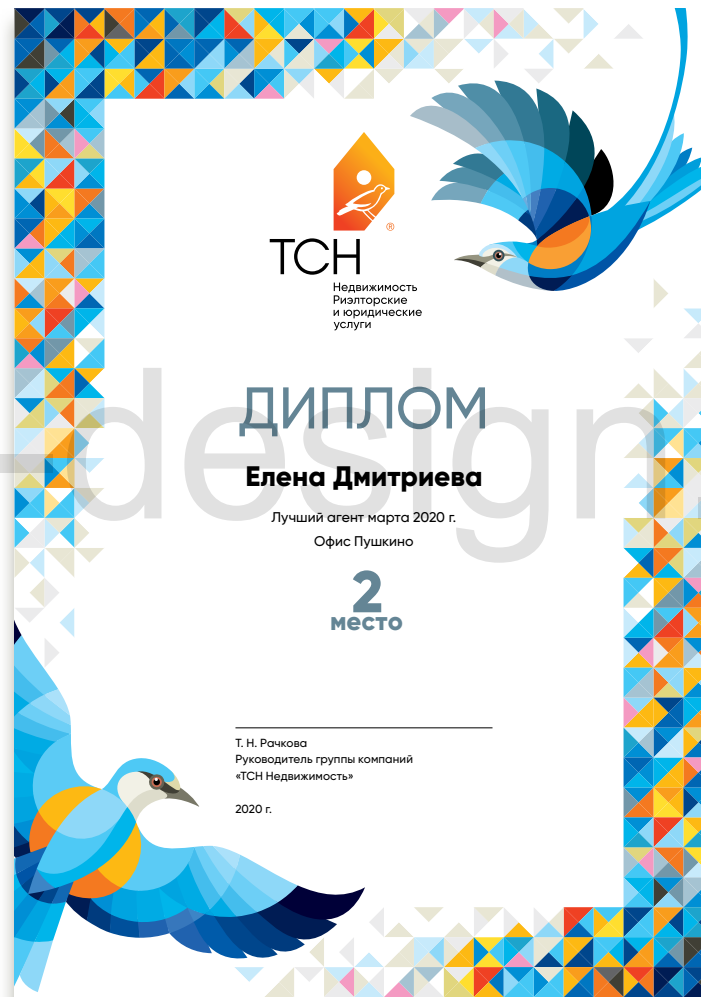 ТСН
®
Недвижимость
Риэлторские
и юридические
услуги
ДИПЛОМ
-design
Елена Дмитриева
Лучший агент марта 2020 г.
Офис Пушкино
2
место
Т. Н. Рачкова
Руководитель группы компаний
«ТСН Недвижимость»
2020 г.